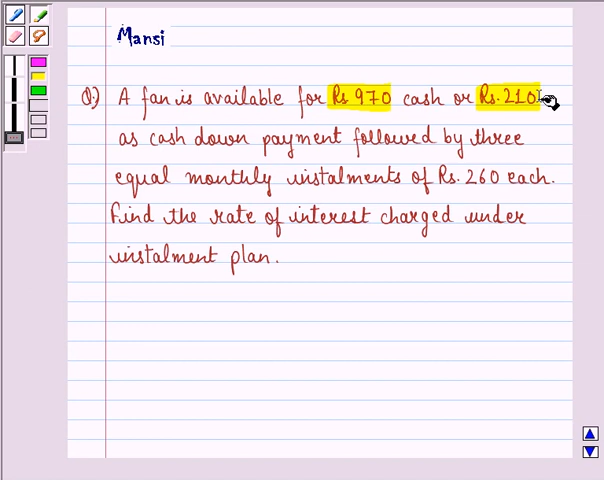 Mansi
Q.) A fan is available for Rs 970 cash or Rs. 210
as cash down payment followed by three
equal monthly instalments of Rs. 260 each.
Find the rate of interest charged under
instalment plan.